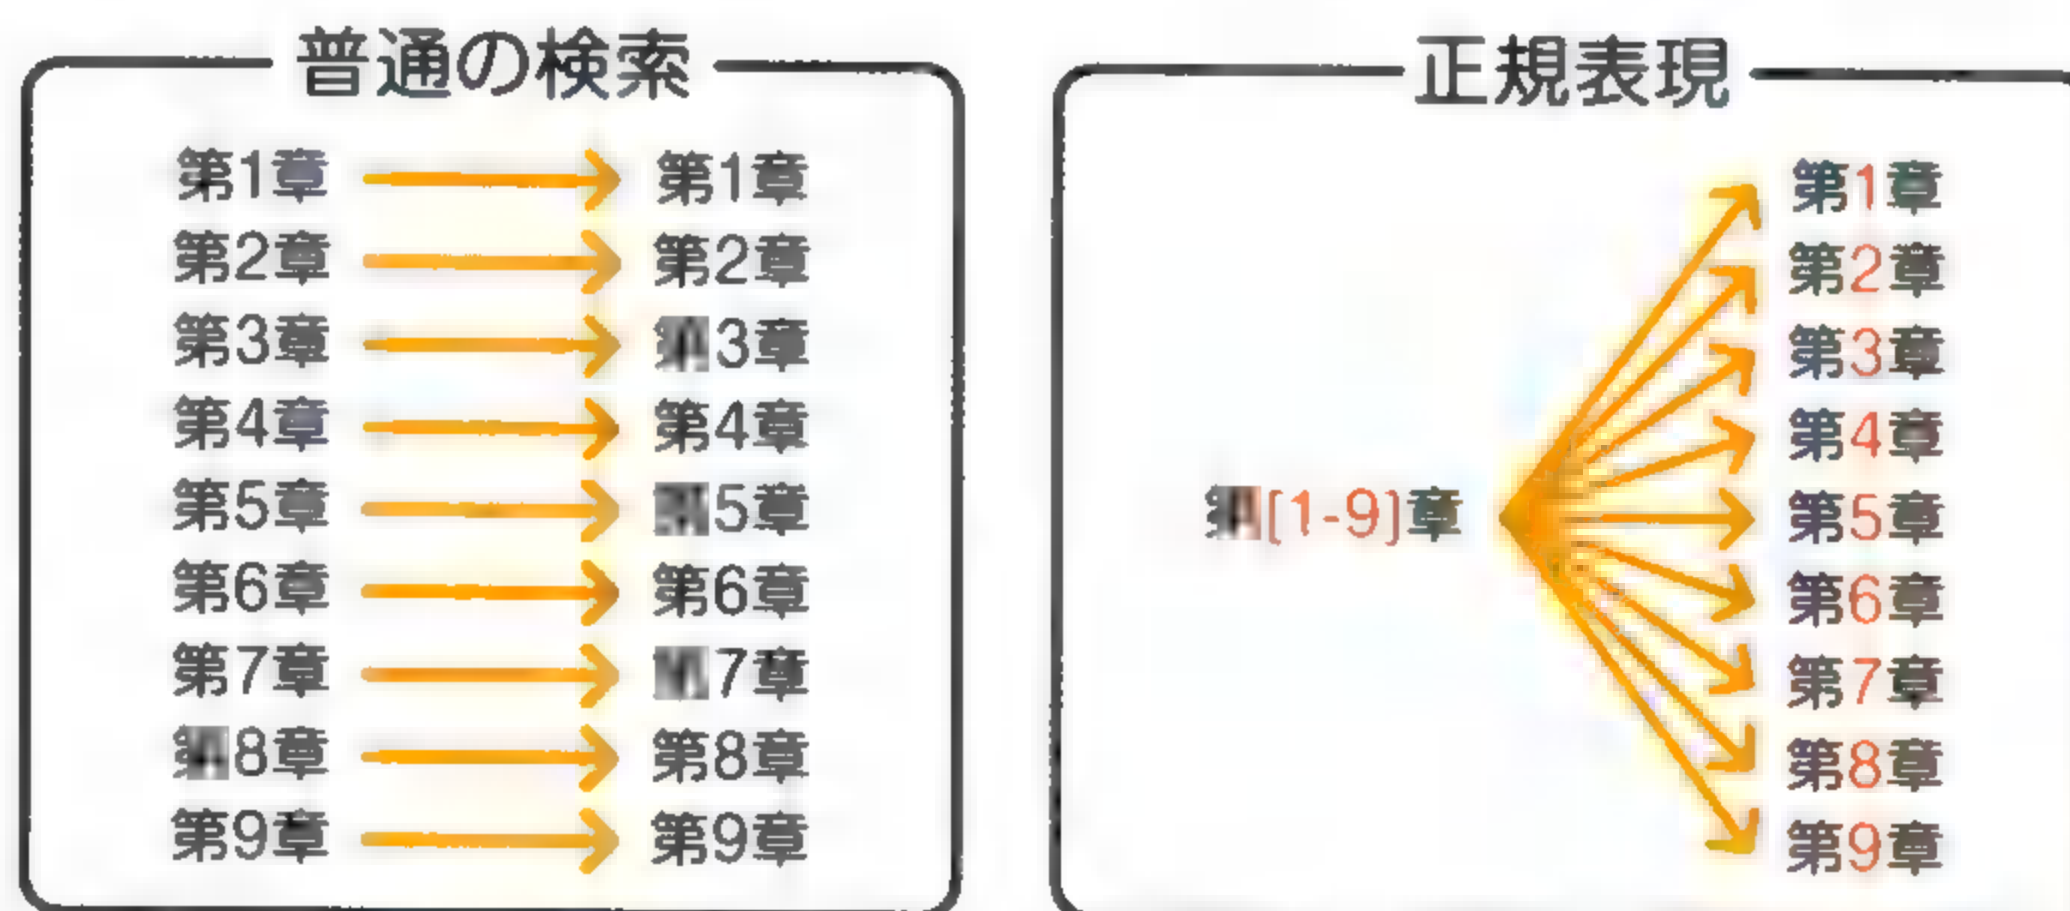 普通の検索
第1章 第1章
第2章 第2章
第3章 第3章
第4章 第4章
第5章 第5章
第6章 第6章
第7章 第7章
第8章 第8章
第9章 第9章
正規表現
第[1-9]章
第1章
第2章
第3章
第4章
第5章
第6章
第7章
第8章
第9章